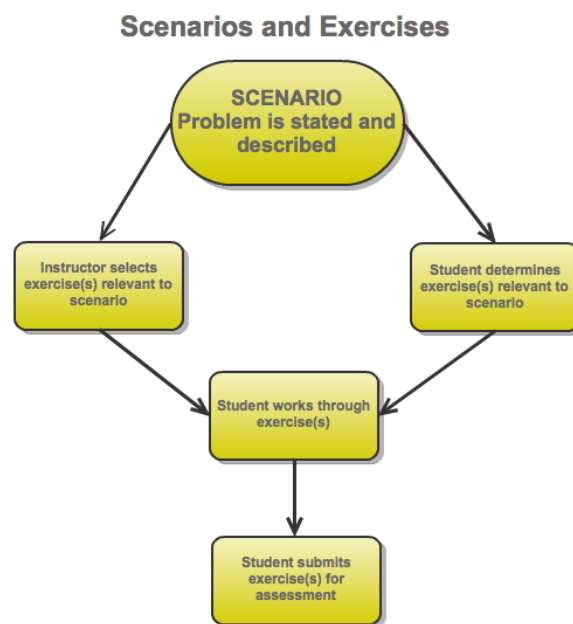 Scenarios and Exercises
SCENARIO
Problem is stated and
described
Instructor selects
exercise(s) relevant to
scenario
Student determines
exercise(s) relevant to
scenario
Student works through
exercise(s)
Student submits
exercise(s) for
assessment